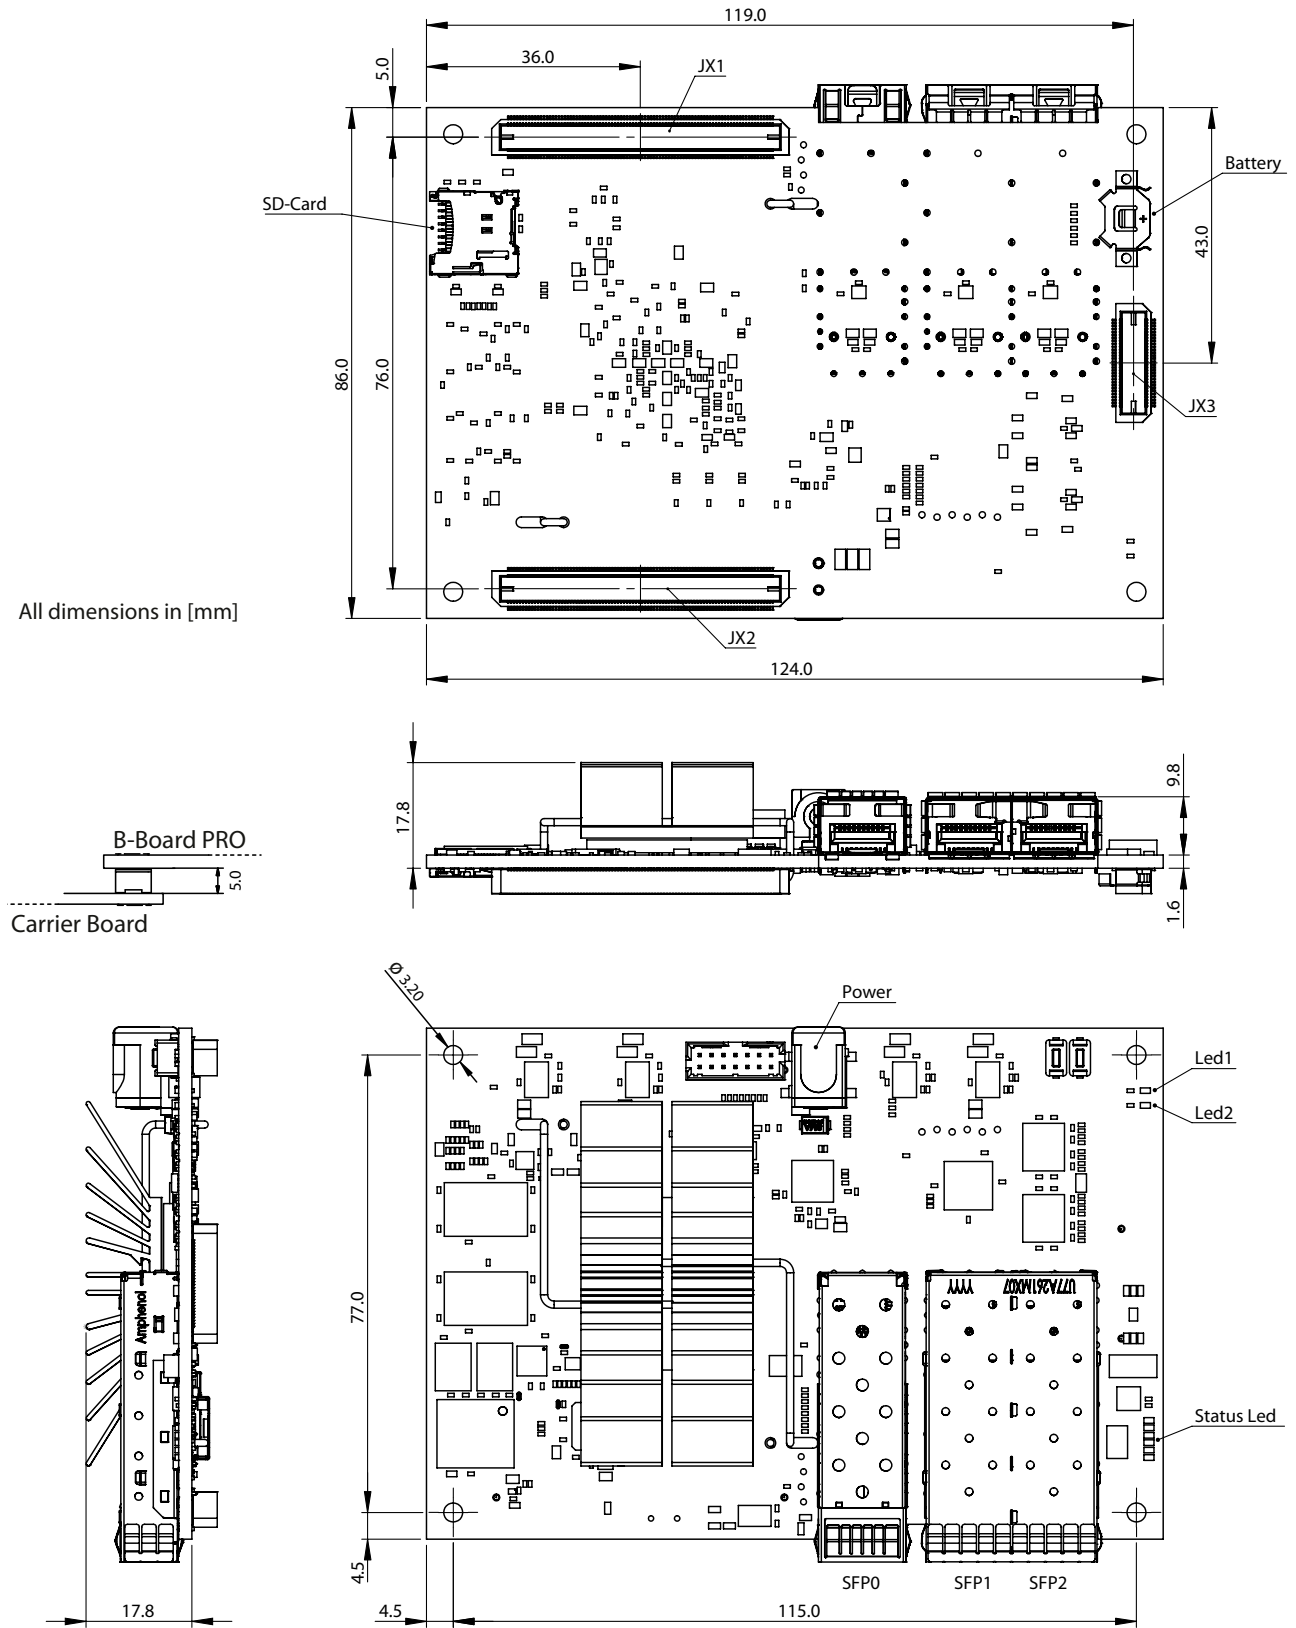 119.0
36.0
JX1
5.0
Battery
SD-Card
43.0
86.0
76.0
JX3
All dimensions in [mm]
JX2
124.0
17.8
9.8
B-Board PRO
5.0
Carrier Board
1.6
Ø 3.20
Power
Led1
Led2
Amphenol
77.0
YYYY
U77A261MX07
Status Led
4.5
SFP0
SFP1
SFP2
17.8
4.5
115.0